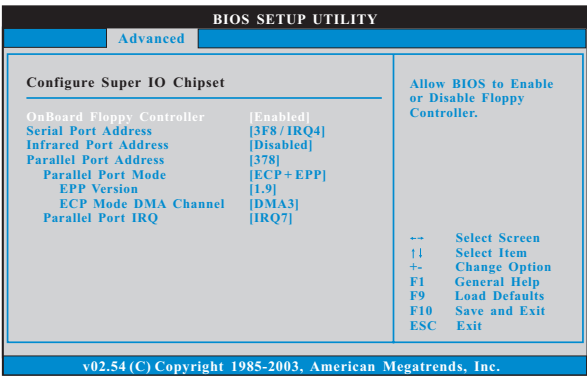 BIOS SETUP UTILITY
Advanced
Configure Super IO Chipset
OnBoard Floppy Controller [Enabled]
Serial Port Address [3F8 / IRQ4]
Infrared Port Address [Disabled]
Parallel Port Address [378]
Parallel Port Mode [ECP + EPP]
EPP Version [1.9]
ECP Mode DMA Channel [DMA3]
Parallel Port IRQ [IRQ7]
Allow BIOS to Enable
or Disable Floppy
Controller.
←→ Select Screen
↑↓ Select Item
+- Change Option
F1 General Help
F9 Load Defaults
F10 Save and Exit
ESC Exit
v02.54 (C) Copyright 1985-2003, American Megatrends, Inc.